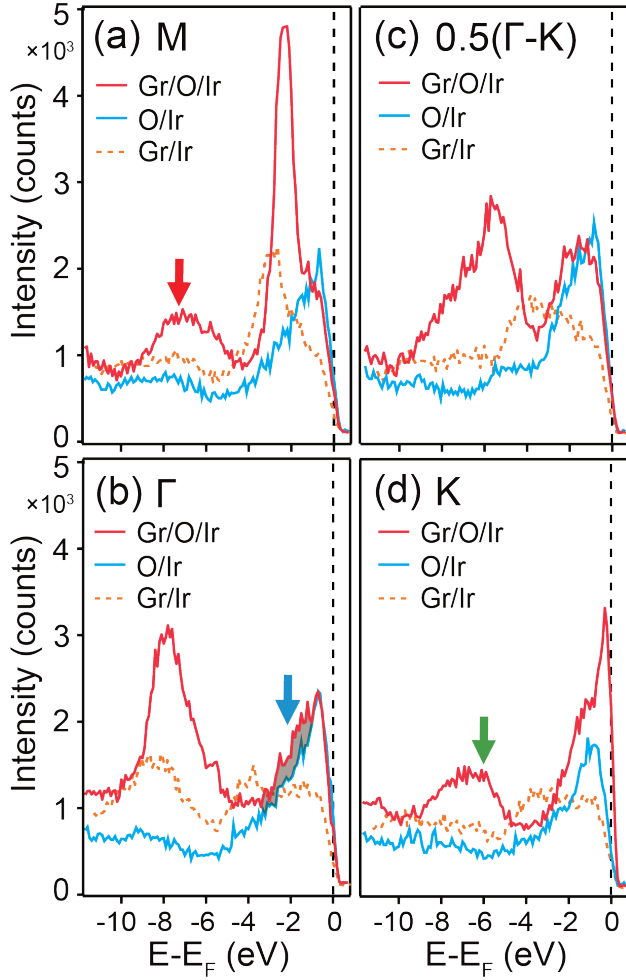 (a) M
×10³
Gr/O/Ir
O/Ir
Gr/Ir
Intensity (counts)
5
4
3
2
1
0
(c) 0.5(Γ-K)
Gr/O/Ir
O/Ir
Gr/Ir
(b) Γ
×10³
Gr/O/Ir
O/Ir
Gr/Ir
Intensity (counts)
5
4
3
2
1
0
-10 -8 -6 -4 -2 0
E-E_F (eV)
(d) K
Gr/O/Ir
O/Ir
Gr/Ir
-10 -8 -6 -4 -2 0
E-E_F (eV)